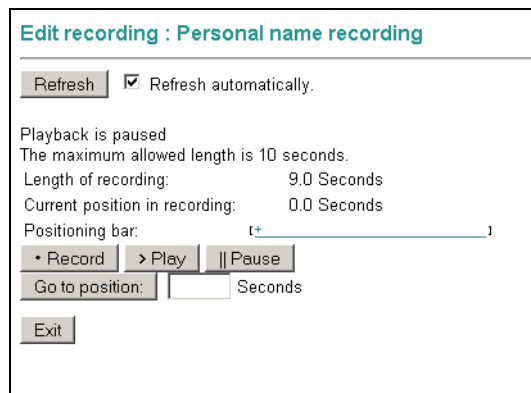 Edit recording : Personal name recording
Refresh Refresh automatically.
Playback is paused
The maximum allowed length is 10 seconds.
Length of recording: 9.0 Seconds
Current position in recording: 0.0 Seconds
Positioning bar: [+ ]
• Record > Play || Pause
Go to position: Seconds
Exit